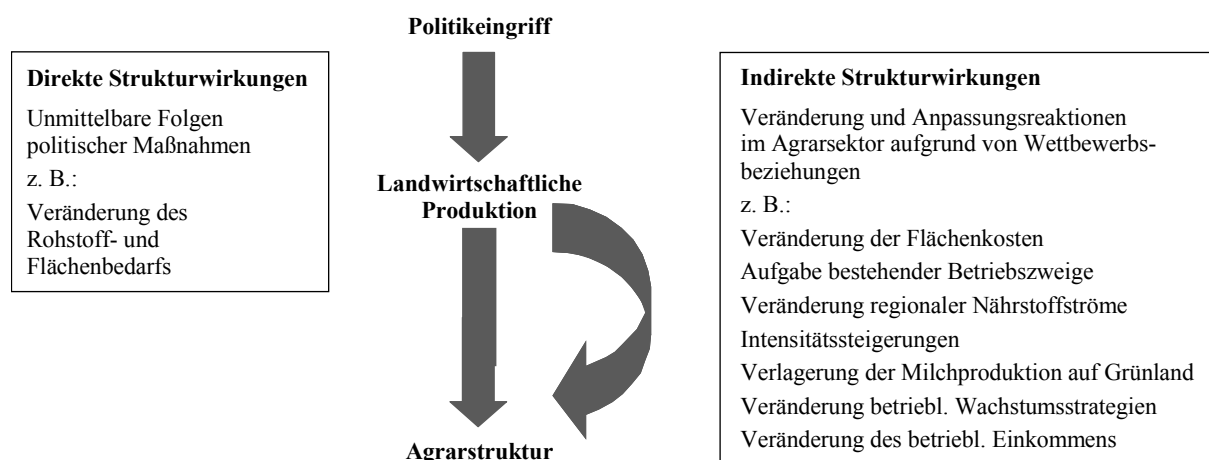 Politikeingriff
Direkte Strukturwirkungen
Unmittelbare Folgen
politischer Maßnahmen
z. B.:
Veränderung des
Rohstoff- und
Flächenbedarfs
Landwirtschaftliche
Produktion
Agrarstruktur
Indirekte Strukturwirkungen
Veränderung und Anpassungsreaktionen
im Agrarsektor aufgrund von Wettbewerbs-
beziehungen
z. B.:
Veränderung der Flächenkosten
Aufgabe bestehender Betriebszweige
Veränderung regionaler Nährstoffströme
Intensitätssteigerungen
Verlagerung der Milchproduktion auf Grünland
Veränderung betriebl. Wachstumsstrategien
Veränderung des betriebl. Einkommens